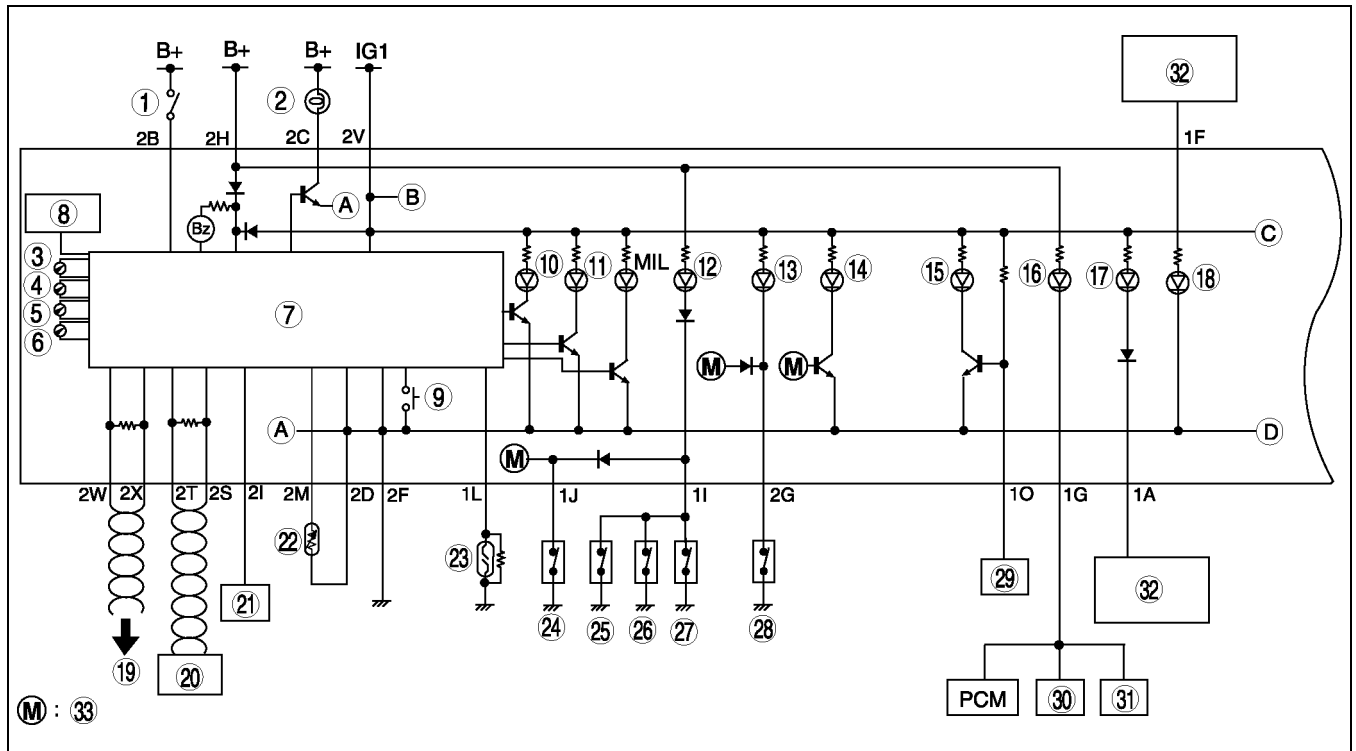 B+ B+ B+ IG1
① ② ㉜
2B 2H 2C 2V 1F
⑧ Ⓐ Ⓑ
Bz Ⓒ
③ ⑩ ⑪ MIL ⑫ ⑬ ⑭ ⑮ ⑯ ⑰ ⑱
④
⑤ ⑦
⑥
Ⓜ Ⓜ
⑨
Ⓐ Ⓓ
Ⓜ
2W 2X 2T 2S 2I 2M 2D 2F 1L 1J 1I 2G 1O 1G 1A
㉒ ㉓
㉙ ㉜
㉑
㉔ ㉕ ㉖ ㉗ ㉘
⑲ ⑳
PCM ㉚ ㉛
Ⓜ : ㉝